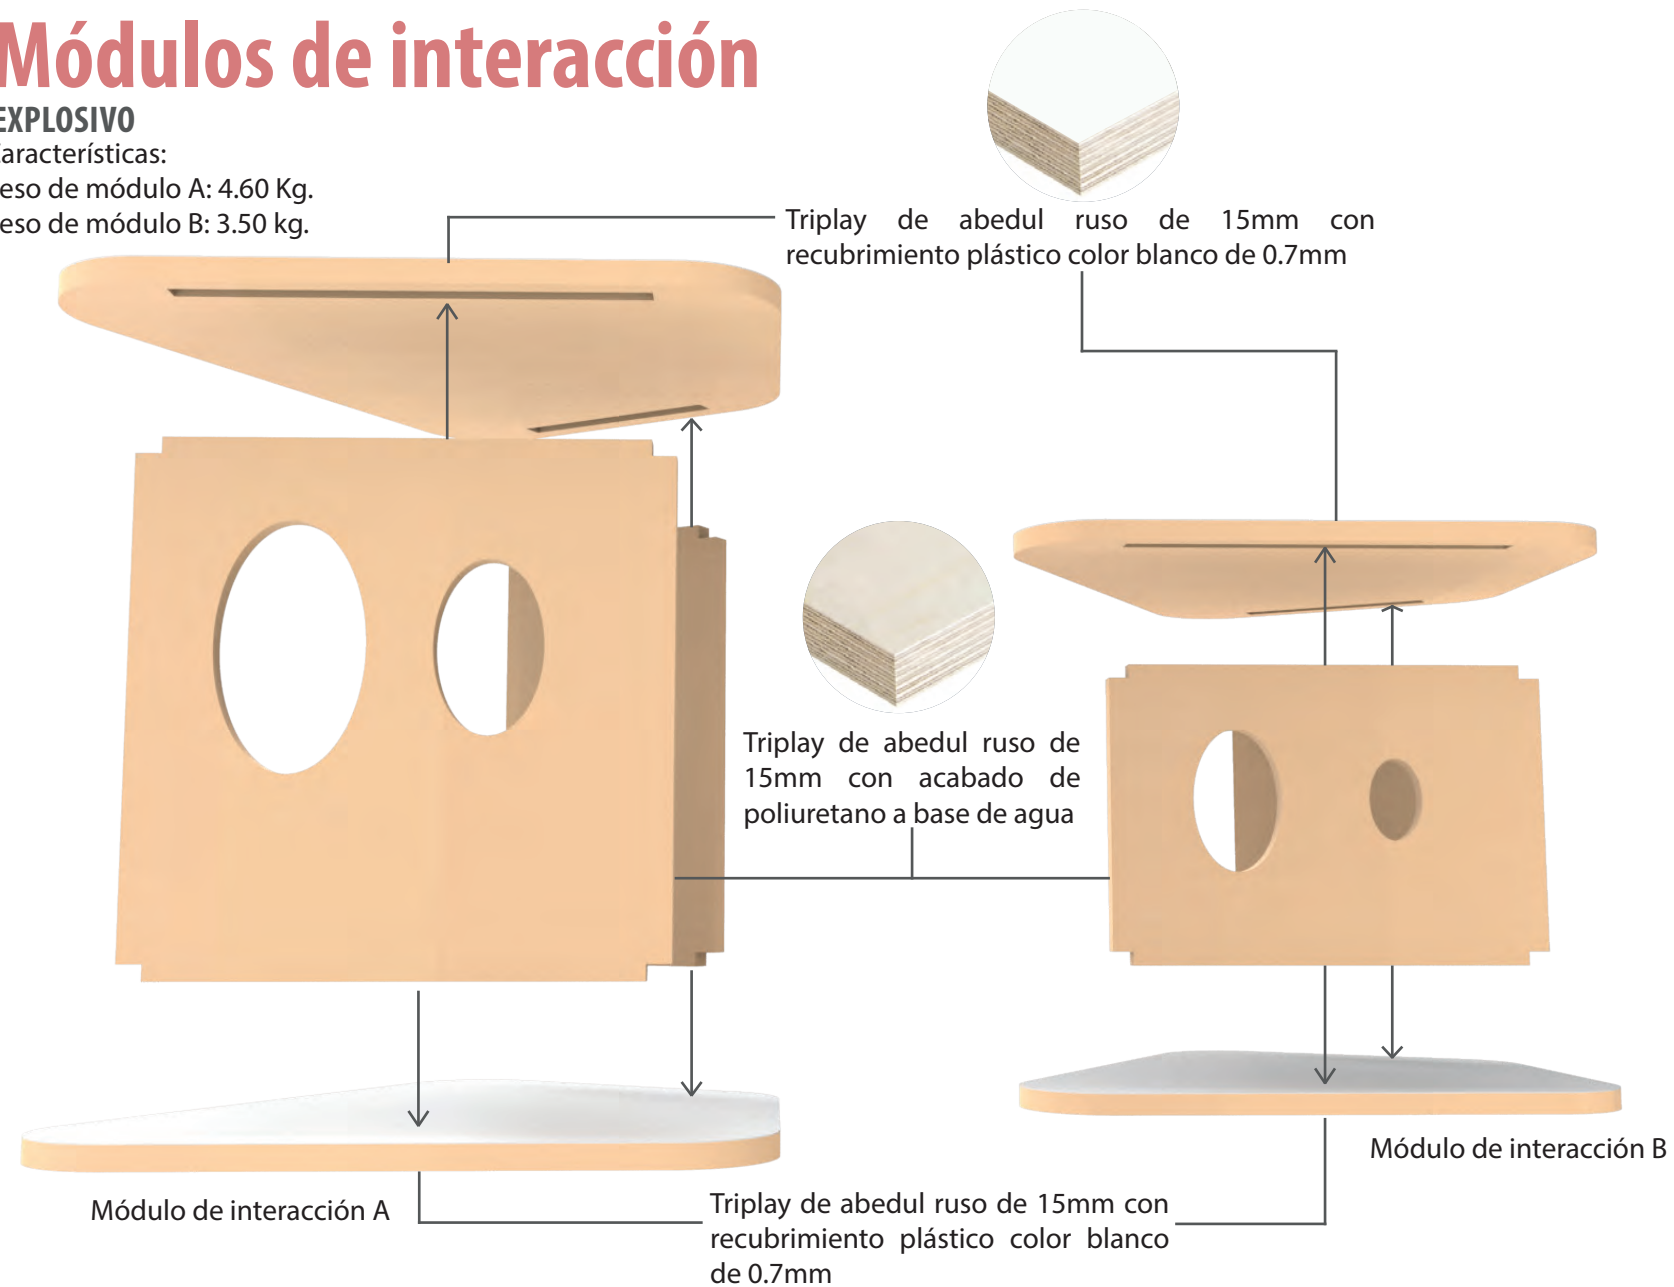 Módulos de interacción
EXPLOSIVO
Características:
eso de módulo A: 4.60 Kg.
eso de módulo B: 3.50 kg.
Triplay de abedul ruso de 15mm con
recubrimiento plástico color blanco de 0.7mm
Triplay de abedul ruso de
15mm con acabado de
poliuretano a base de agua
Módulo de interacción B
Módulo de interacción A
Triplay de abedul ruso de 15mm con
recubrimiento plástico color blanco
de 0.7mm